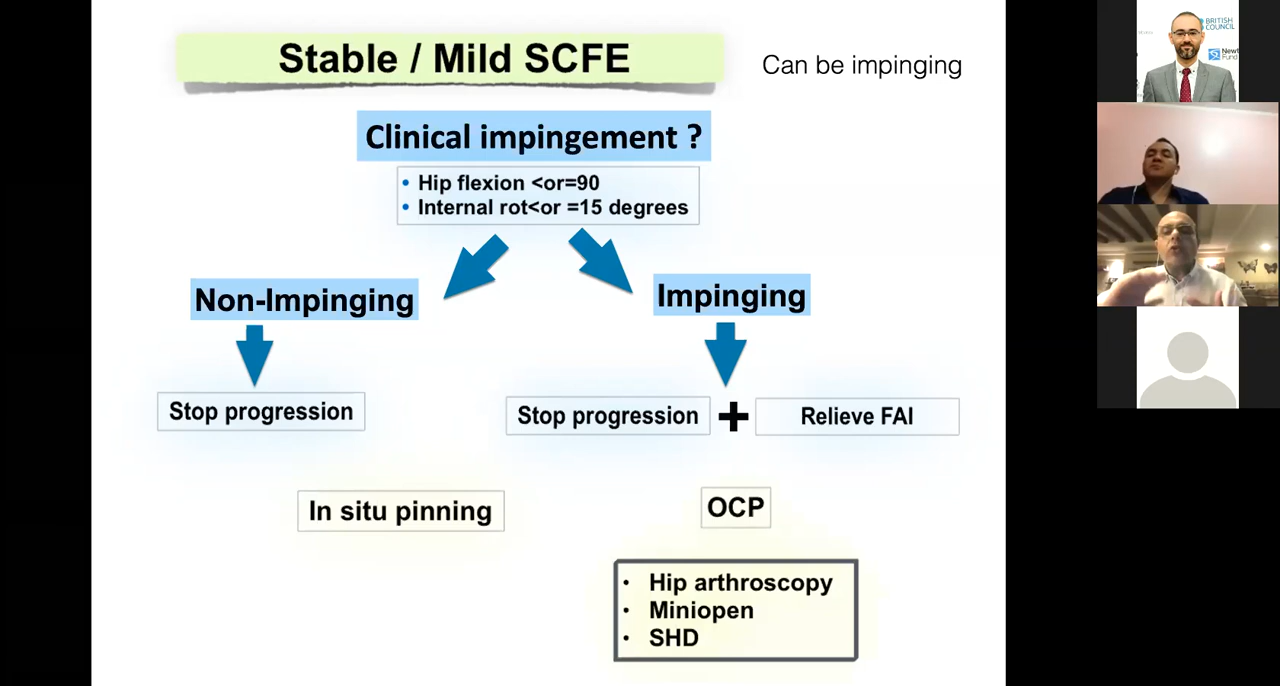 Stable / Mild SCFE
Can be impinging
Clinical impingement ?
• Hip flexion <or=90
• Internal rot<or =15 degrees
Non-Impinging
Impinging
Stop progression
Stop progression
+
Relieve FAI
In situ pinning
OCP
• Hip arthroscopy
• Miniopen
• SHD
BRITISH
COUNCIL
Fund